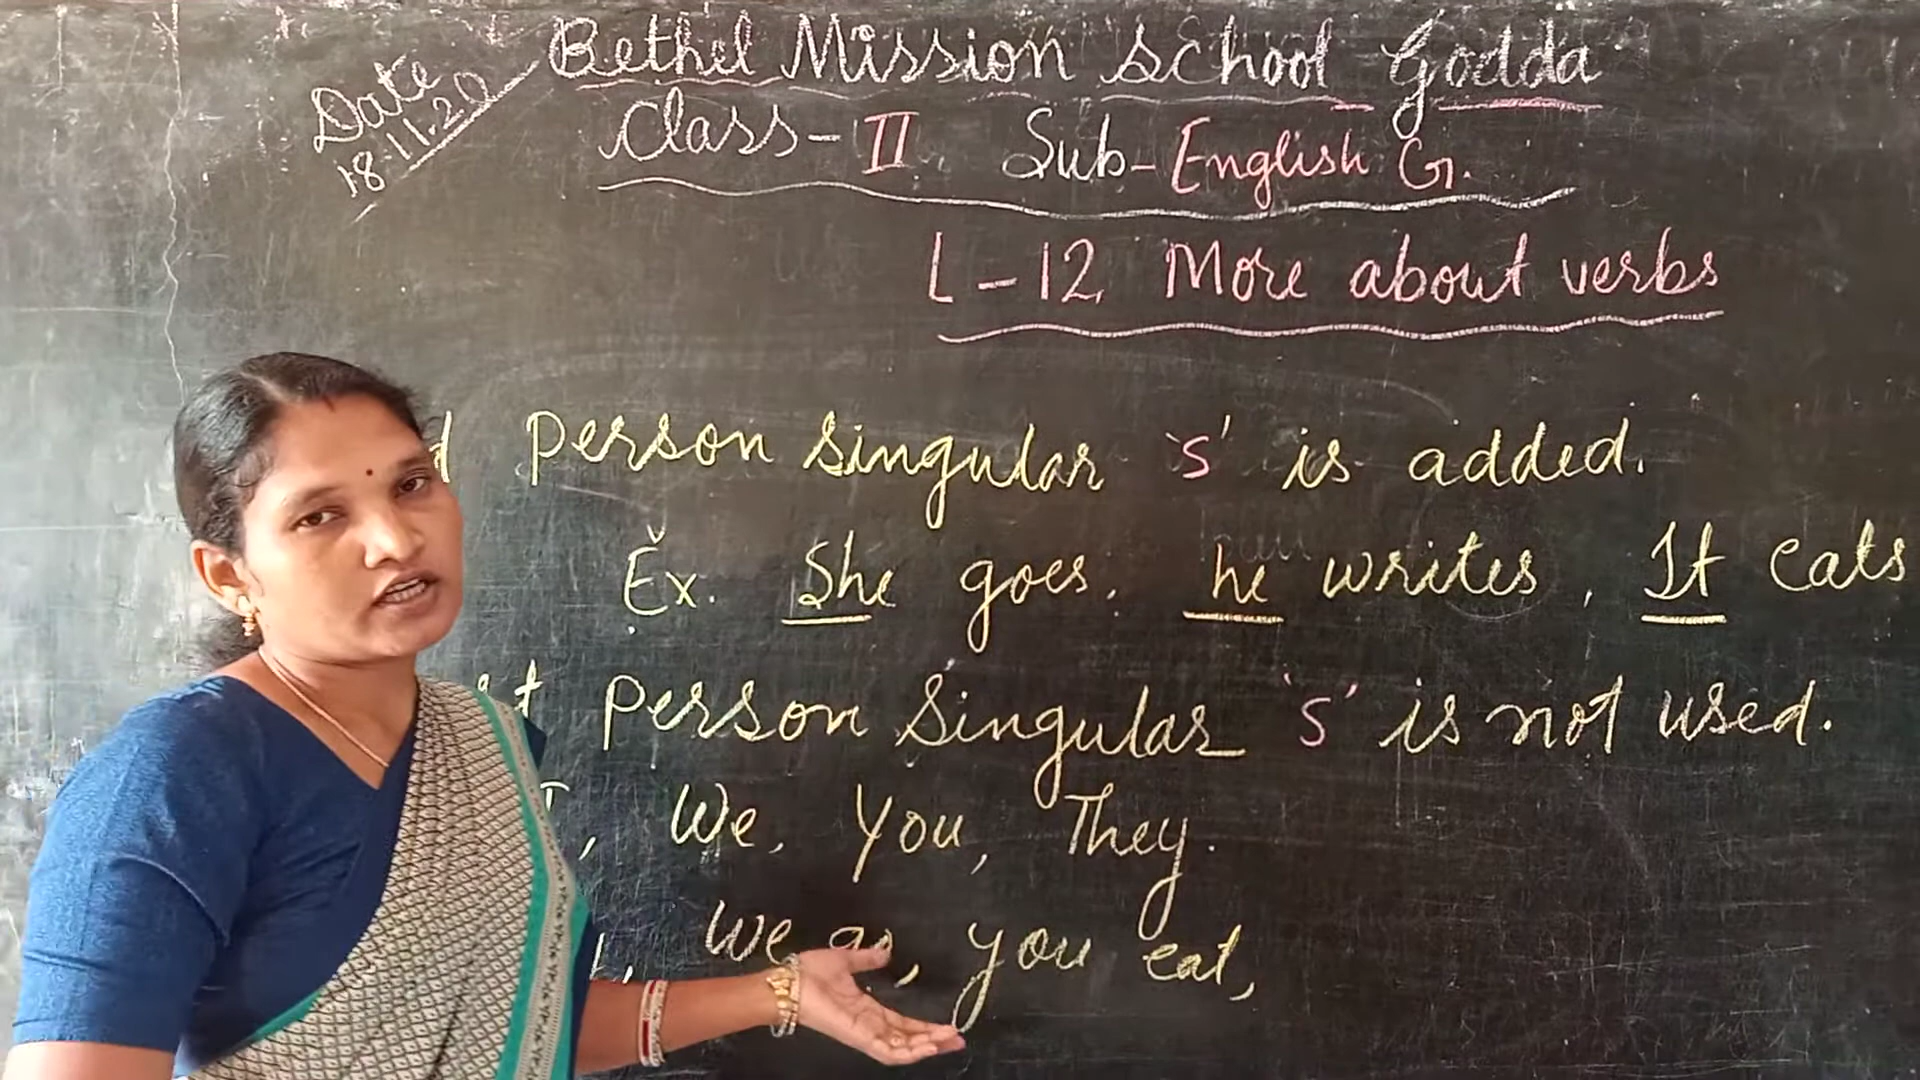 Date
18.11.20
Bethel Mission School Godda
Class-II. Sub-English G.
L-12. More about verbs
Person singular 's' is added.
Ex. She goes, he writes, It eats
Person Singular 's' is not used.
I, We, You, They.
We go, you eat,